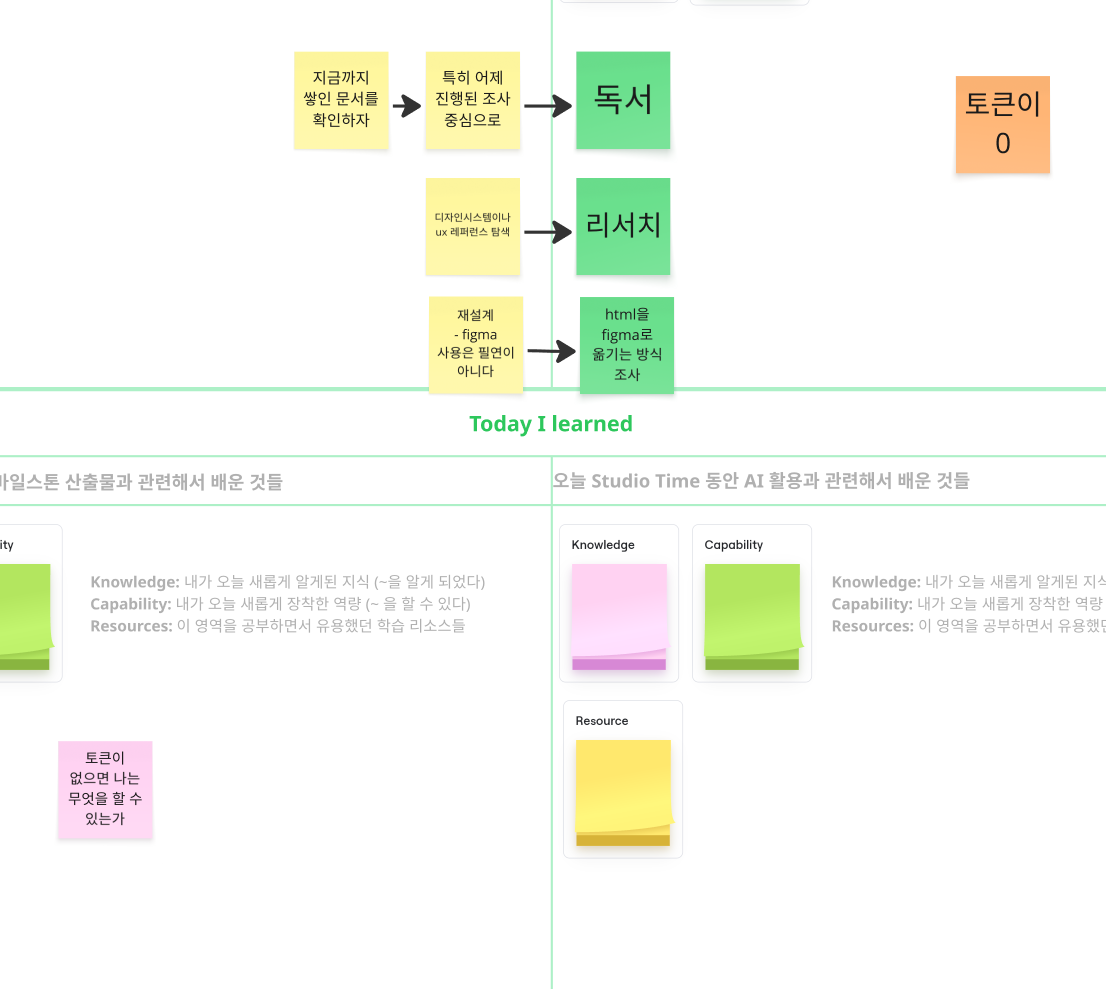 지금까지
쌓인 문서를
확인하자
특히 어제
진행된 조사
중심으로
독서
토큰이
0
디자인시스템이나
ux 레퍼런스 탐색
리서치
재설계
- figma
사용은 필연이
아니다
html을
figma로
옮기는 방식
조사
Today I learned
마일스톤 산출물과 관련해서 배운 것들
오늘 Studio Time 동안 AI 활용과 관련해서 배운 것들
ity
Knowledge: 내가 오늘 새롭게 알게된 지식 (~을 알게 되었다)
Capability: 내가 오늘 새롭게 장착한 역량 (~ 을 할 수 있다)
Resources: 이 영역을 공부하면서 유용했던 학습 리소스들
Knowledge
Capability
Knowledge: 내가 오늘 새롭게 알게된 지식
Capability: 내가 오늘 새롭게 장착한 역량
Resources: 이 영역을 공부하면서 유용했던
Resource
토큰이
없으면 나는
무엇을 할 수
있는가